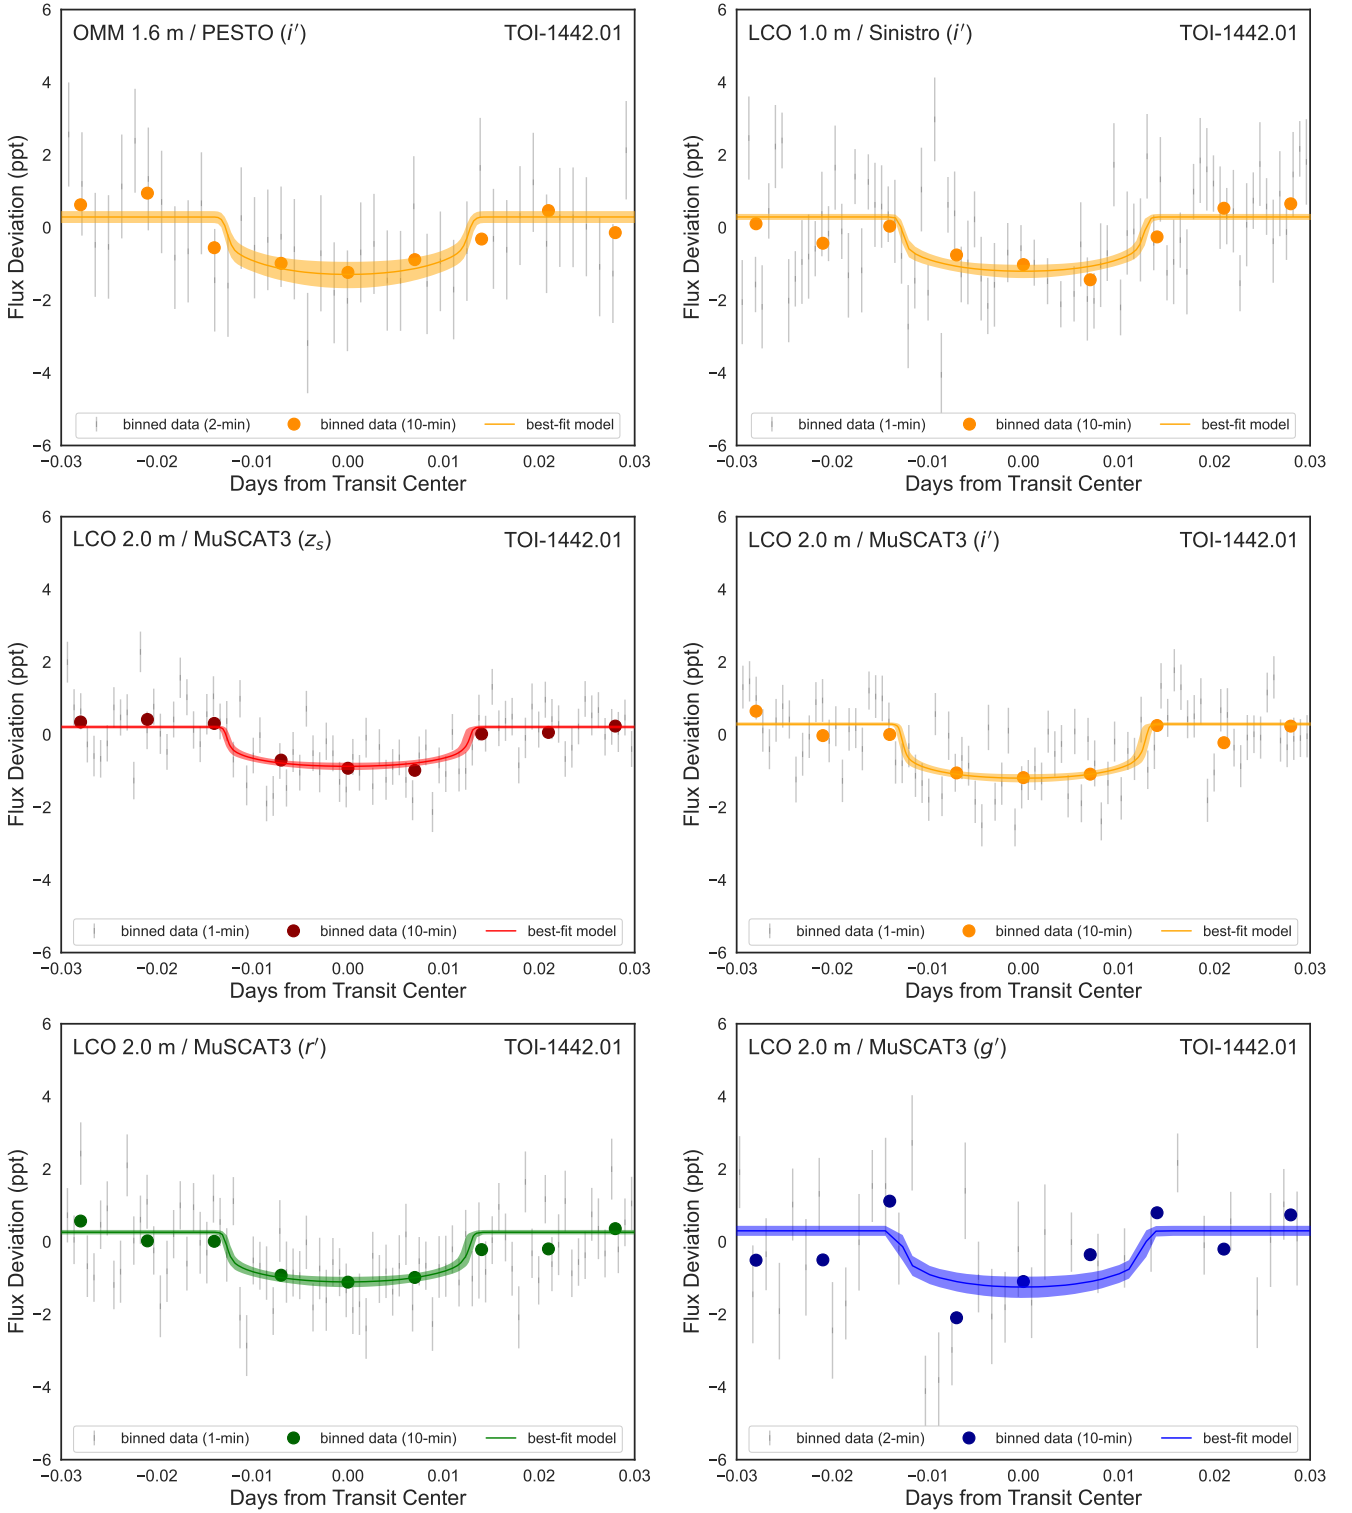 OMM 1.6 m / PESTO (i′) TOI-1442.01
6
4
2
0
−2
−4
−6
Flux Deviation (ppt)
binned data (2-min) binned data (10-min) best-fit model
−0.03 −0.02 −0.01 0.00 0.01 0.02 0.03
Days from Transit Center
LCO 1.0 m / Sinistro (i′) TOI-1442.01
6
4
2
0
−2
−4
−6
Flux Deviation (ppt)
binned data (1-min) binned data (10-min) best-fit model
−0.03 −0.02 −0.01 0.00 0.01 0.02 0.03
Days from Transit Center
LCO 2.0 m / MuSCAT3 (zs) TOI-1442.01
6
4
2
0
−2
−4
−6
Flux Deviation (ppt)
binned data (1-min) binned data (10-min) best-fit model
−0.03 −0.02 −0.01 0.00 0.01 0.02 0.03
Days from Transit Center
LCO 2.0 m / MuSCAT3 (i′) TOI-1442.01
6
4
2
0
−2
−4
−6
Flux Deviation (ppt)
binned data (1-min) binned data (10-min) best-fit model
−0.03 −0.02 −0.01 0.00 0.01 0.02 0.03
Days from Transit Center
LCO 2.0 m / MuSCAT3 (r′) TOI-1442.01
6
4
2
0
−2
−4
−6
Flux Deviation (ppt)
binned data (1-min) binned data (10-min) best-fit model
−0.03 −0.02 −0.01 0.00 0.01 0.02 0.03
Days from Transit Center
LCO 2.0 m / MuSCAT3 (g′) TOI-1442.01
6
4
2
0
−2
−4
−6
Flux Deviation (ppt)
binned data (2-min) binned data (10-min) best-fit model
−0.03 −0.02 −0.01 0.00 0.01 0.02 0.03
Days from Transit Center